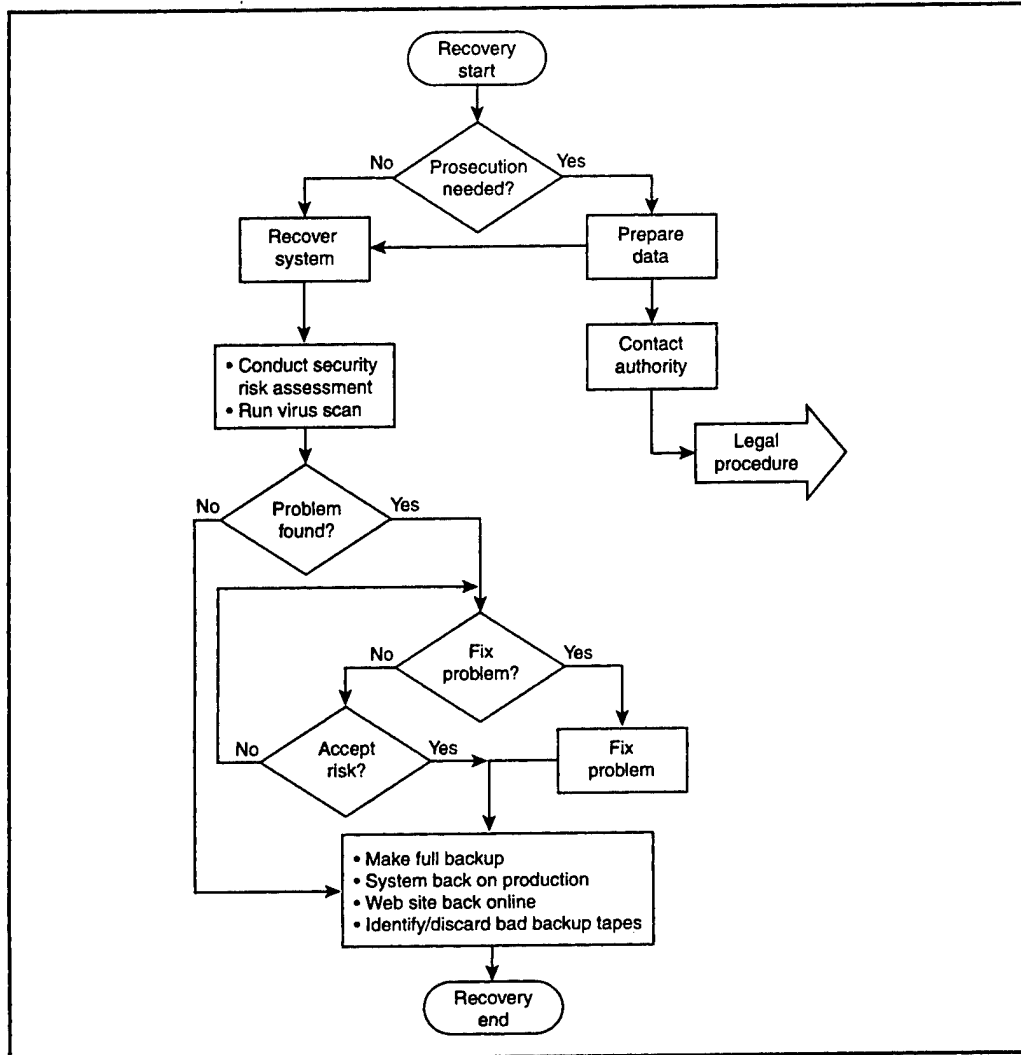 Recovery
start
No
Prosecution
needed?
Yes
Recover
system
Prepare
data
• Conduct security
risk assessment
• Run virus scan
Contact
authority
Legal
procedure
No
Problem
found?
Yes
No
Fix
problem?
Yes
No
Accept
risk?
Yes
Fix
problem
• Make full backup
• System back on production
• Web site back online
• Identify/discard bad backup tapes
Recovery
end